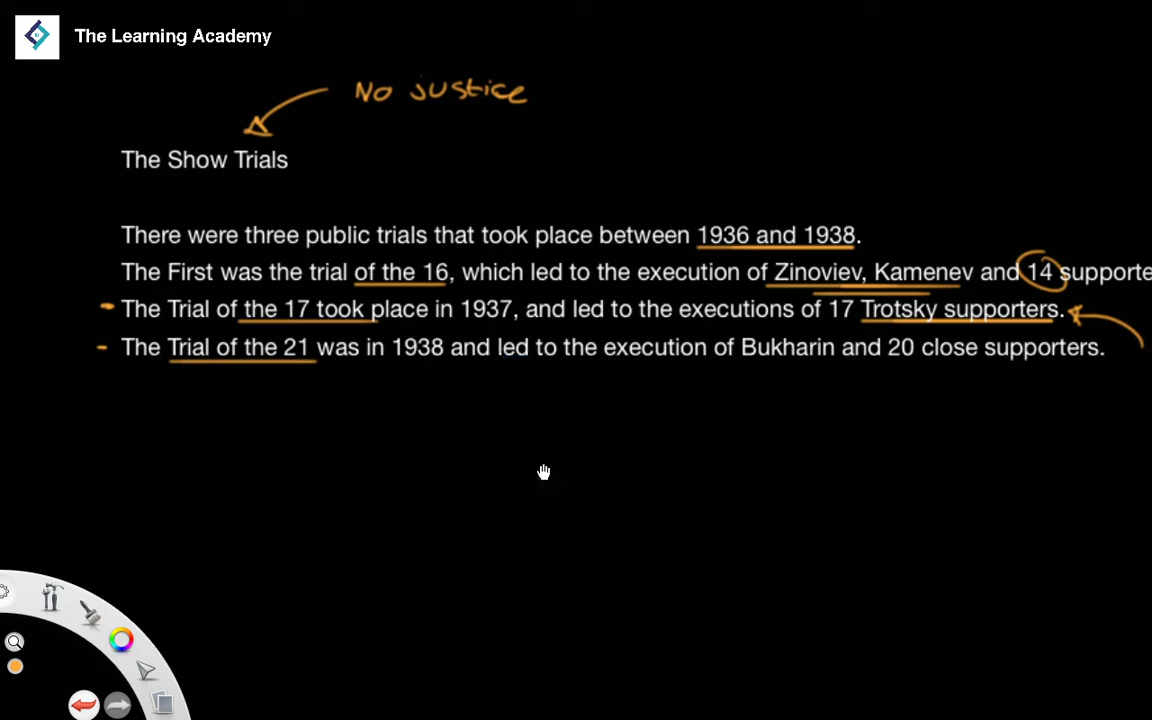 The Learning Academy
No justice
The Show Trials
There were three public trials that took place between 1936 and 1938.
The First was the trial of the 16, which led to the execution of Zinoviev, Kamenev and 14 supporte
The Trial of the 17 took place in 1937, and led to the executions of 17 Trotsky supporters.
The Trial of the 21 was in 1938 and led to the execution of Bukharin and 20 close supporters.